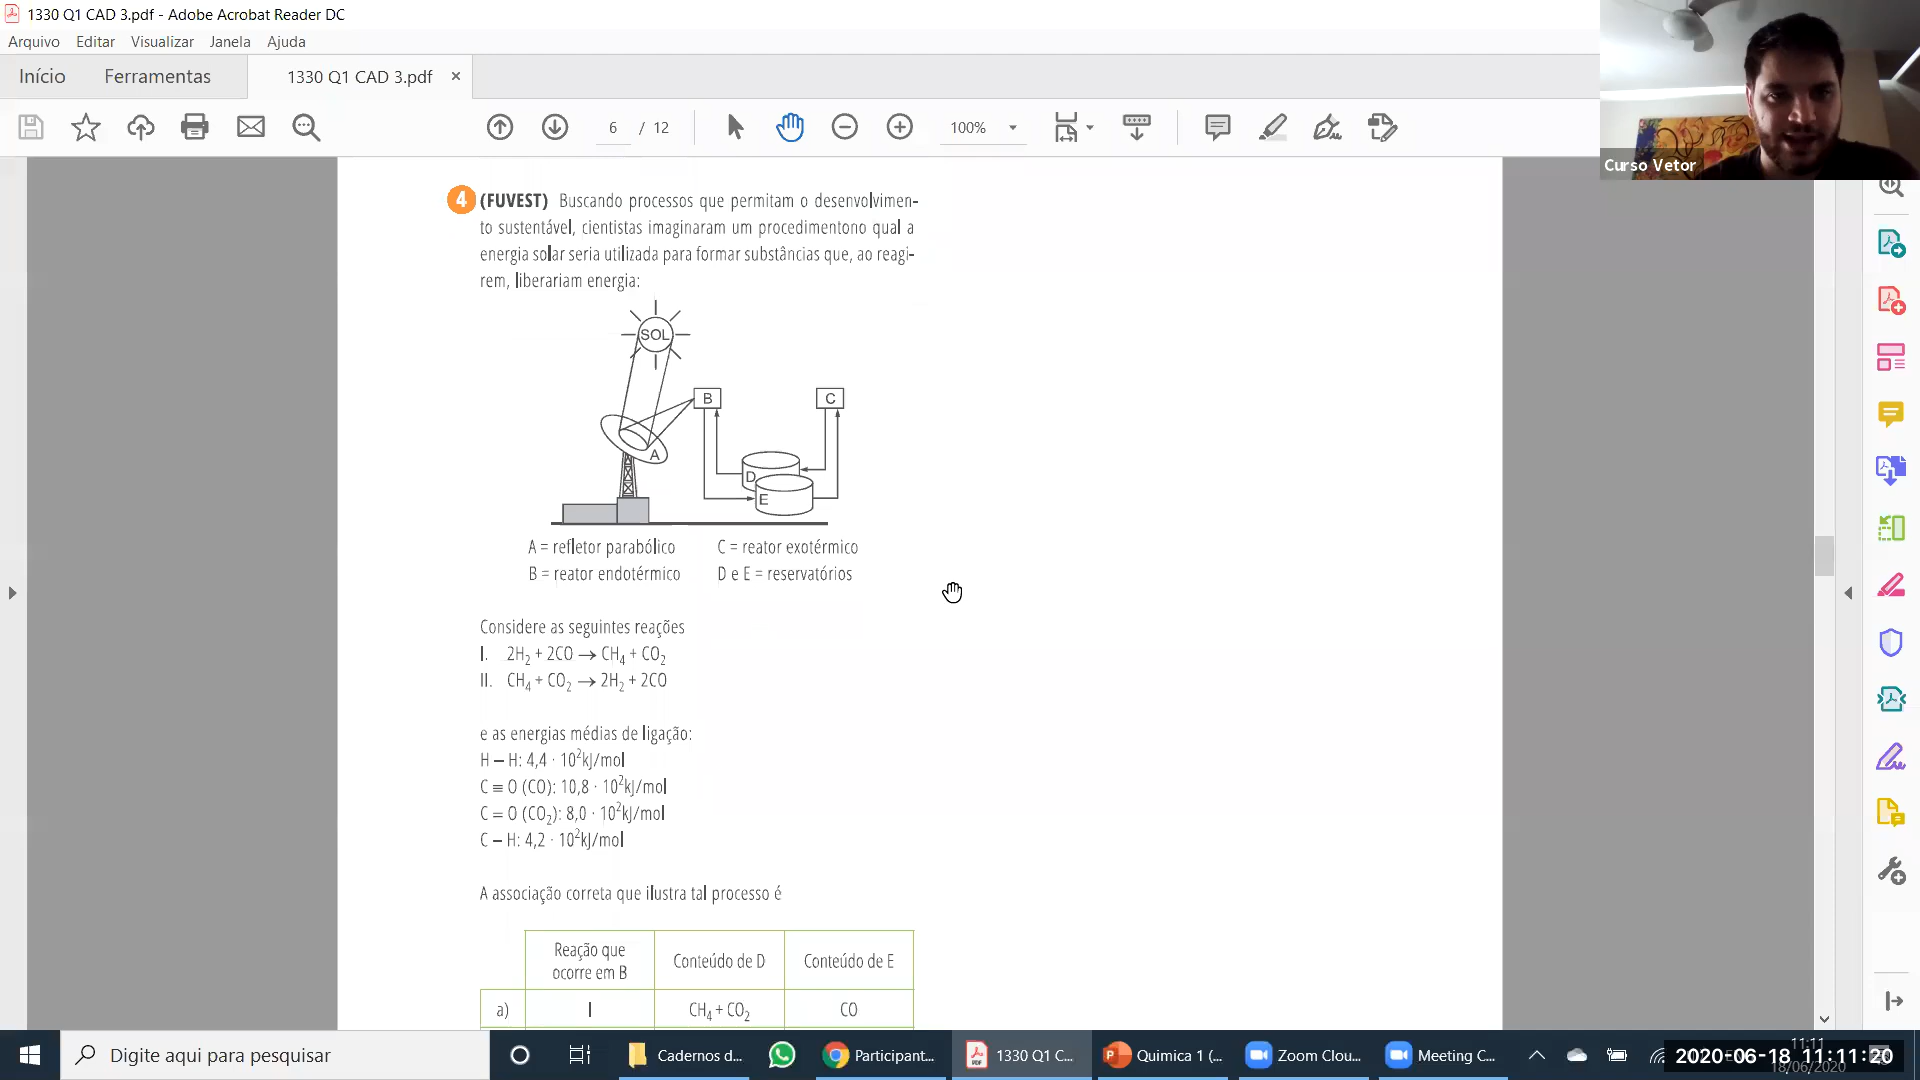 1330 Q1 CAD 3.pdf - Adobe Acrobat Reader DC
Arquivo Editar Visualizar Janela Ajuda
Início Ferramentas 1330 Q1 CAD 3.pdf ×
6 / 12 100%
Curso Vetor
4 (FUVEST) Buscando processos que permitam o desenvolvimen-
to sustentável, cientistas imaginaram um procedimentono qual a
energia solar seria utilizada para formar substâncias que, ao reagi-
rem, liberariam energia:
SOL
B C
A
D
E
A = refletor parabólico C = reator exotérmico
B = reator endotérmico D e E = reservatórios
Considere as seguintes reações
I. 2H₂ + 2CO → CH₄ + CO₂
II. CH₄ + CO₂ → 2H₂ + 2CO
e as energias médias de ligação:
H – H: 4,4 · 10²kJ/mol
C ≡ O (CO): 10,8 · 10²kJ/mol
C = O (CO₂): 8,0 · 10²kJ/mol
C – H: 4,2 · 10²kJ/mol
A associação correta que ilustra tal processo é
Reação que ocorre em B Conteúdo de D Conteúdo de E
a) I CH₄ + CO₂ CO
Digite aqui para pesquisar
Cadernos d... Participant... 1330 Q1 C... Quimica 1 (... Zoom Clou... Meeting C...
11:11
2020-06-18 11:11:20
18/06/2020